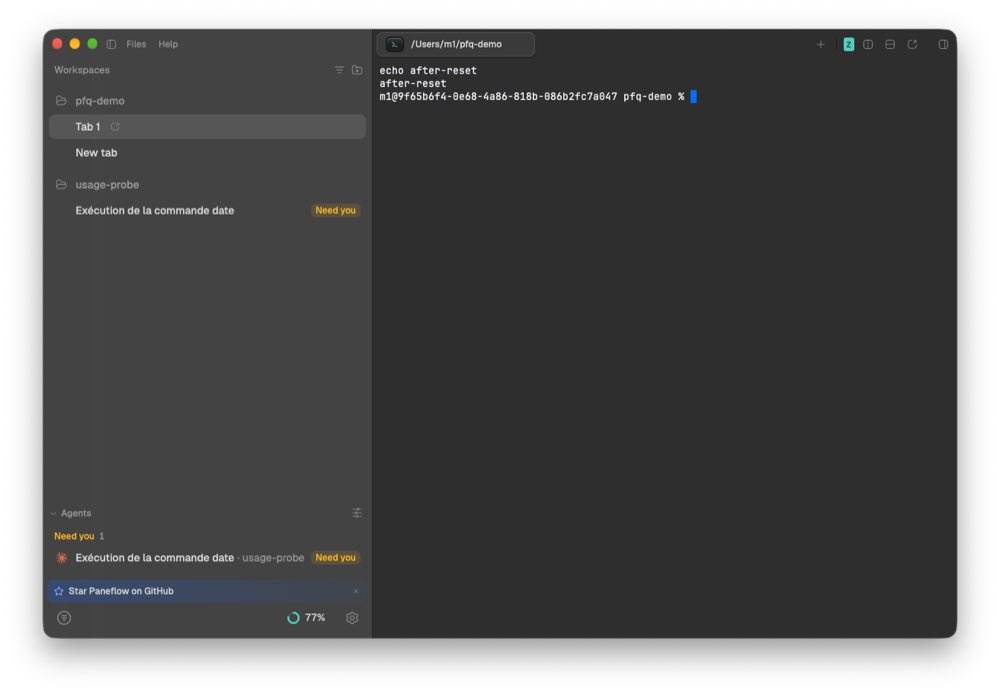 Files Help
Workspaces
pfq-demo
Tab 1
New tab
usage-probe
Exécution de la commande date Need you
Agents
Need you 1
Exécution de la commande date · usage-probe Need you
Star Paneflow on GitHub ×
77%
/Users/m1/pfq-demo
Z
echo after-reset
after-reset
m1@9f65b6f4-0e68-4a86-818b-086b2fc7a047 pfq-demo %